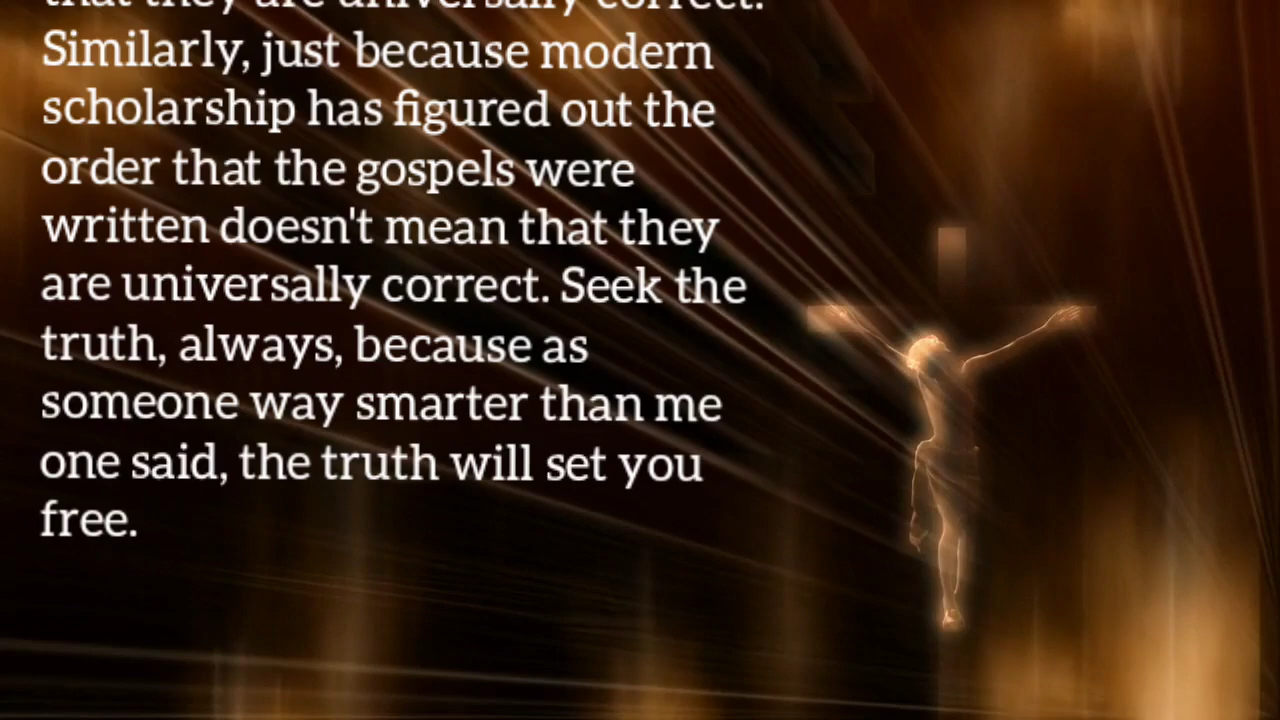 that they are universally correct.
Similarly, just because modern
scholarship has figured out the
order that the gospels were
written doesn't mean that they
are universally correct. Seek the
truth, always, because as
someone way smarter than me
one said, the truth will set you
free.